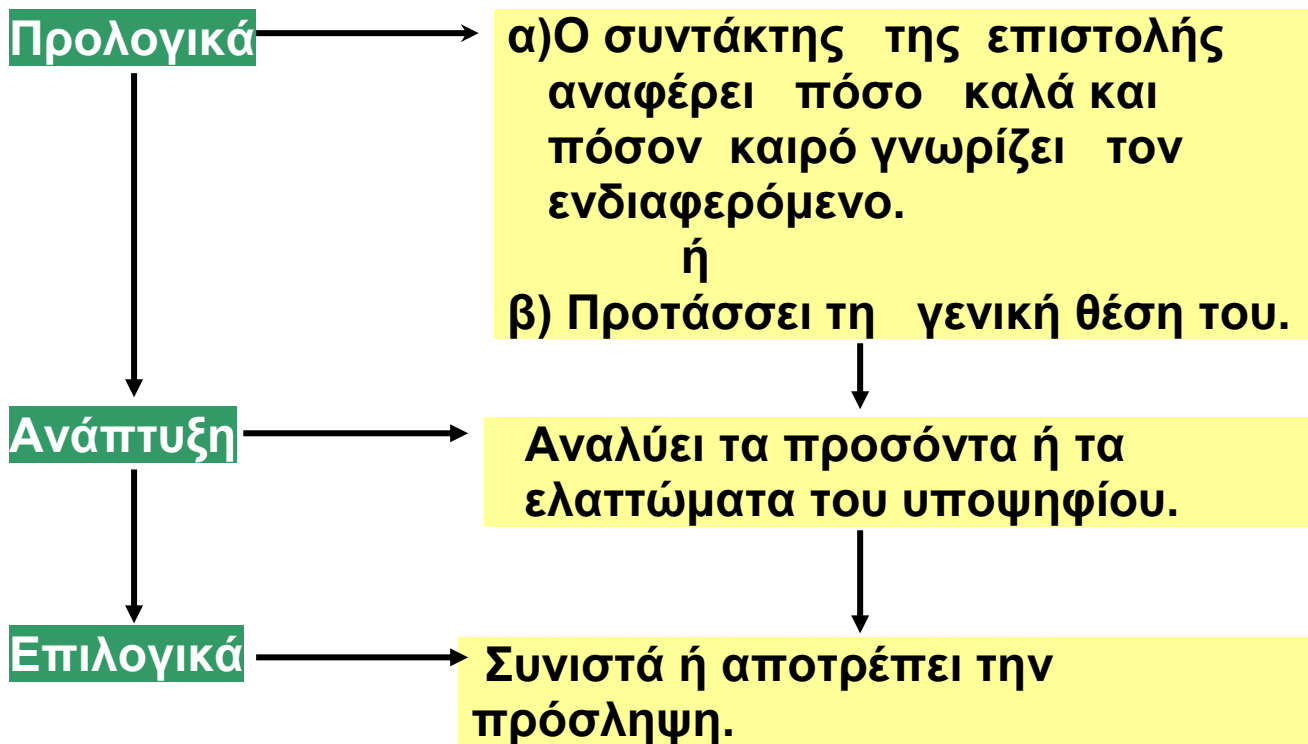 Προλογικά
α)Ο συντάκτης της επιστολής
αναφέρει πόσο καλά και
πόσον καιρό γνωρίζει τον
ενδιαφερόμενο.
ή
β) Προτάσσει τη γενική θέση του.
Ανάπτυξη
Αναλύει τα προσόντα ή τα
ελαττώματα του υποψηφίου.
Επιλογικά
Συνιστά ή αποτρέπει την
πρόσληψη.